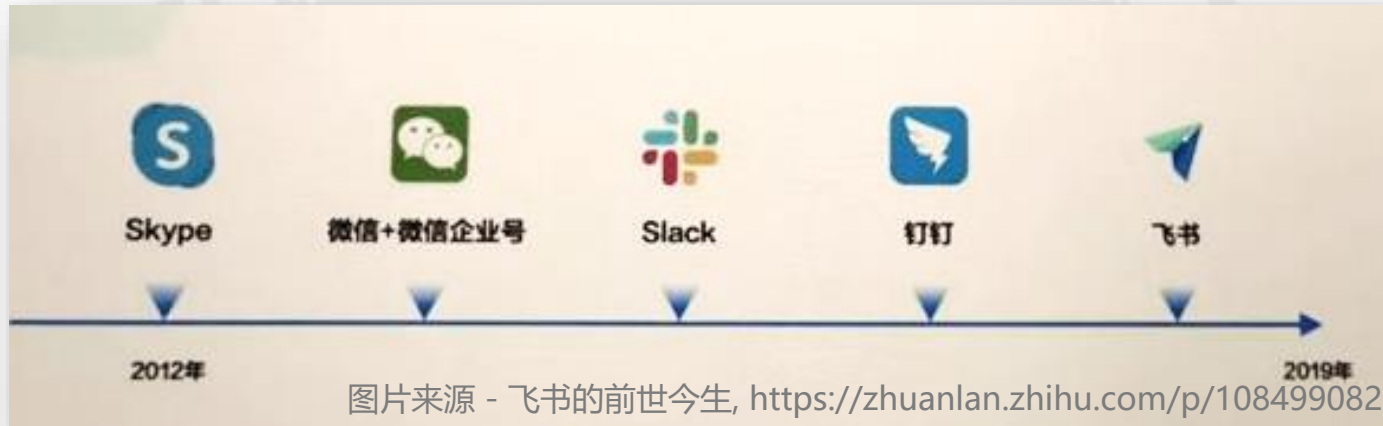 S
Skype
微信+微信企业号
Slack
钉钉
飞书
2012年
2019年
图片来源 - 飞书的前世今生, https://zhuanlan.zhihu.com/p/108499082